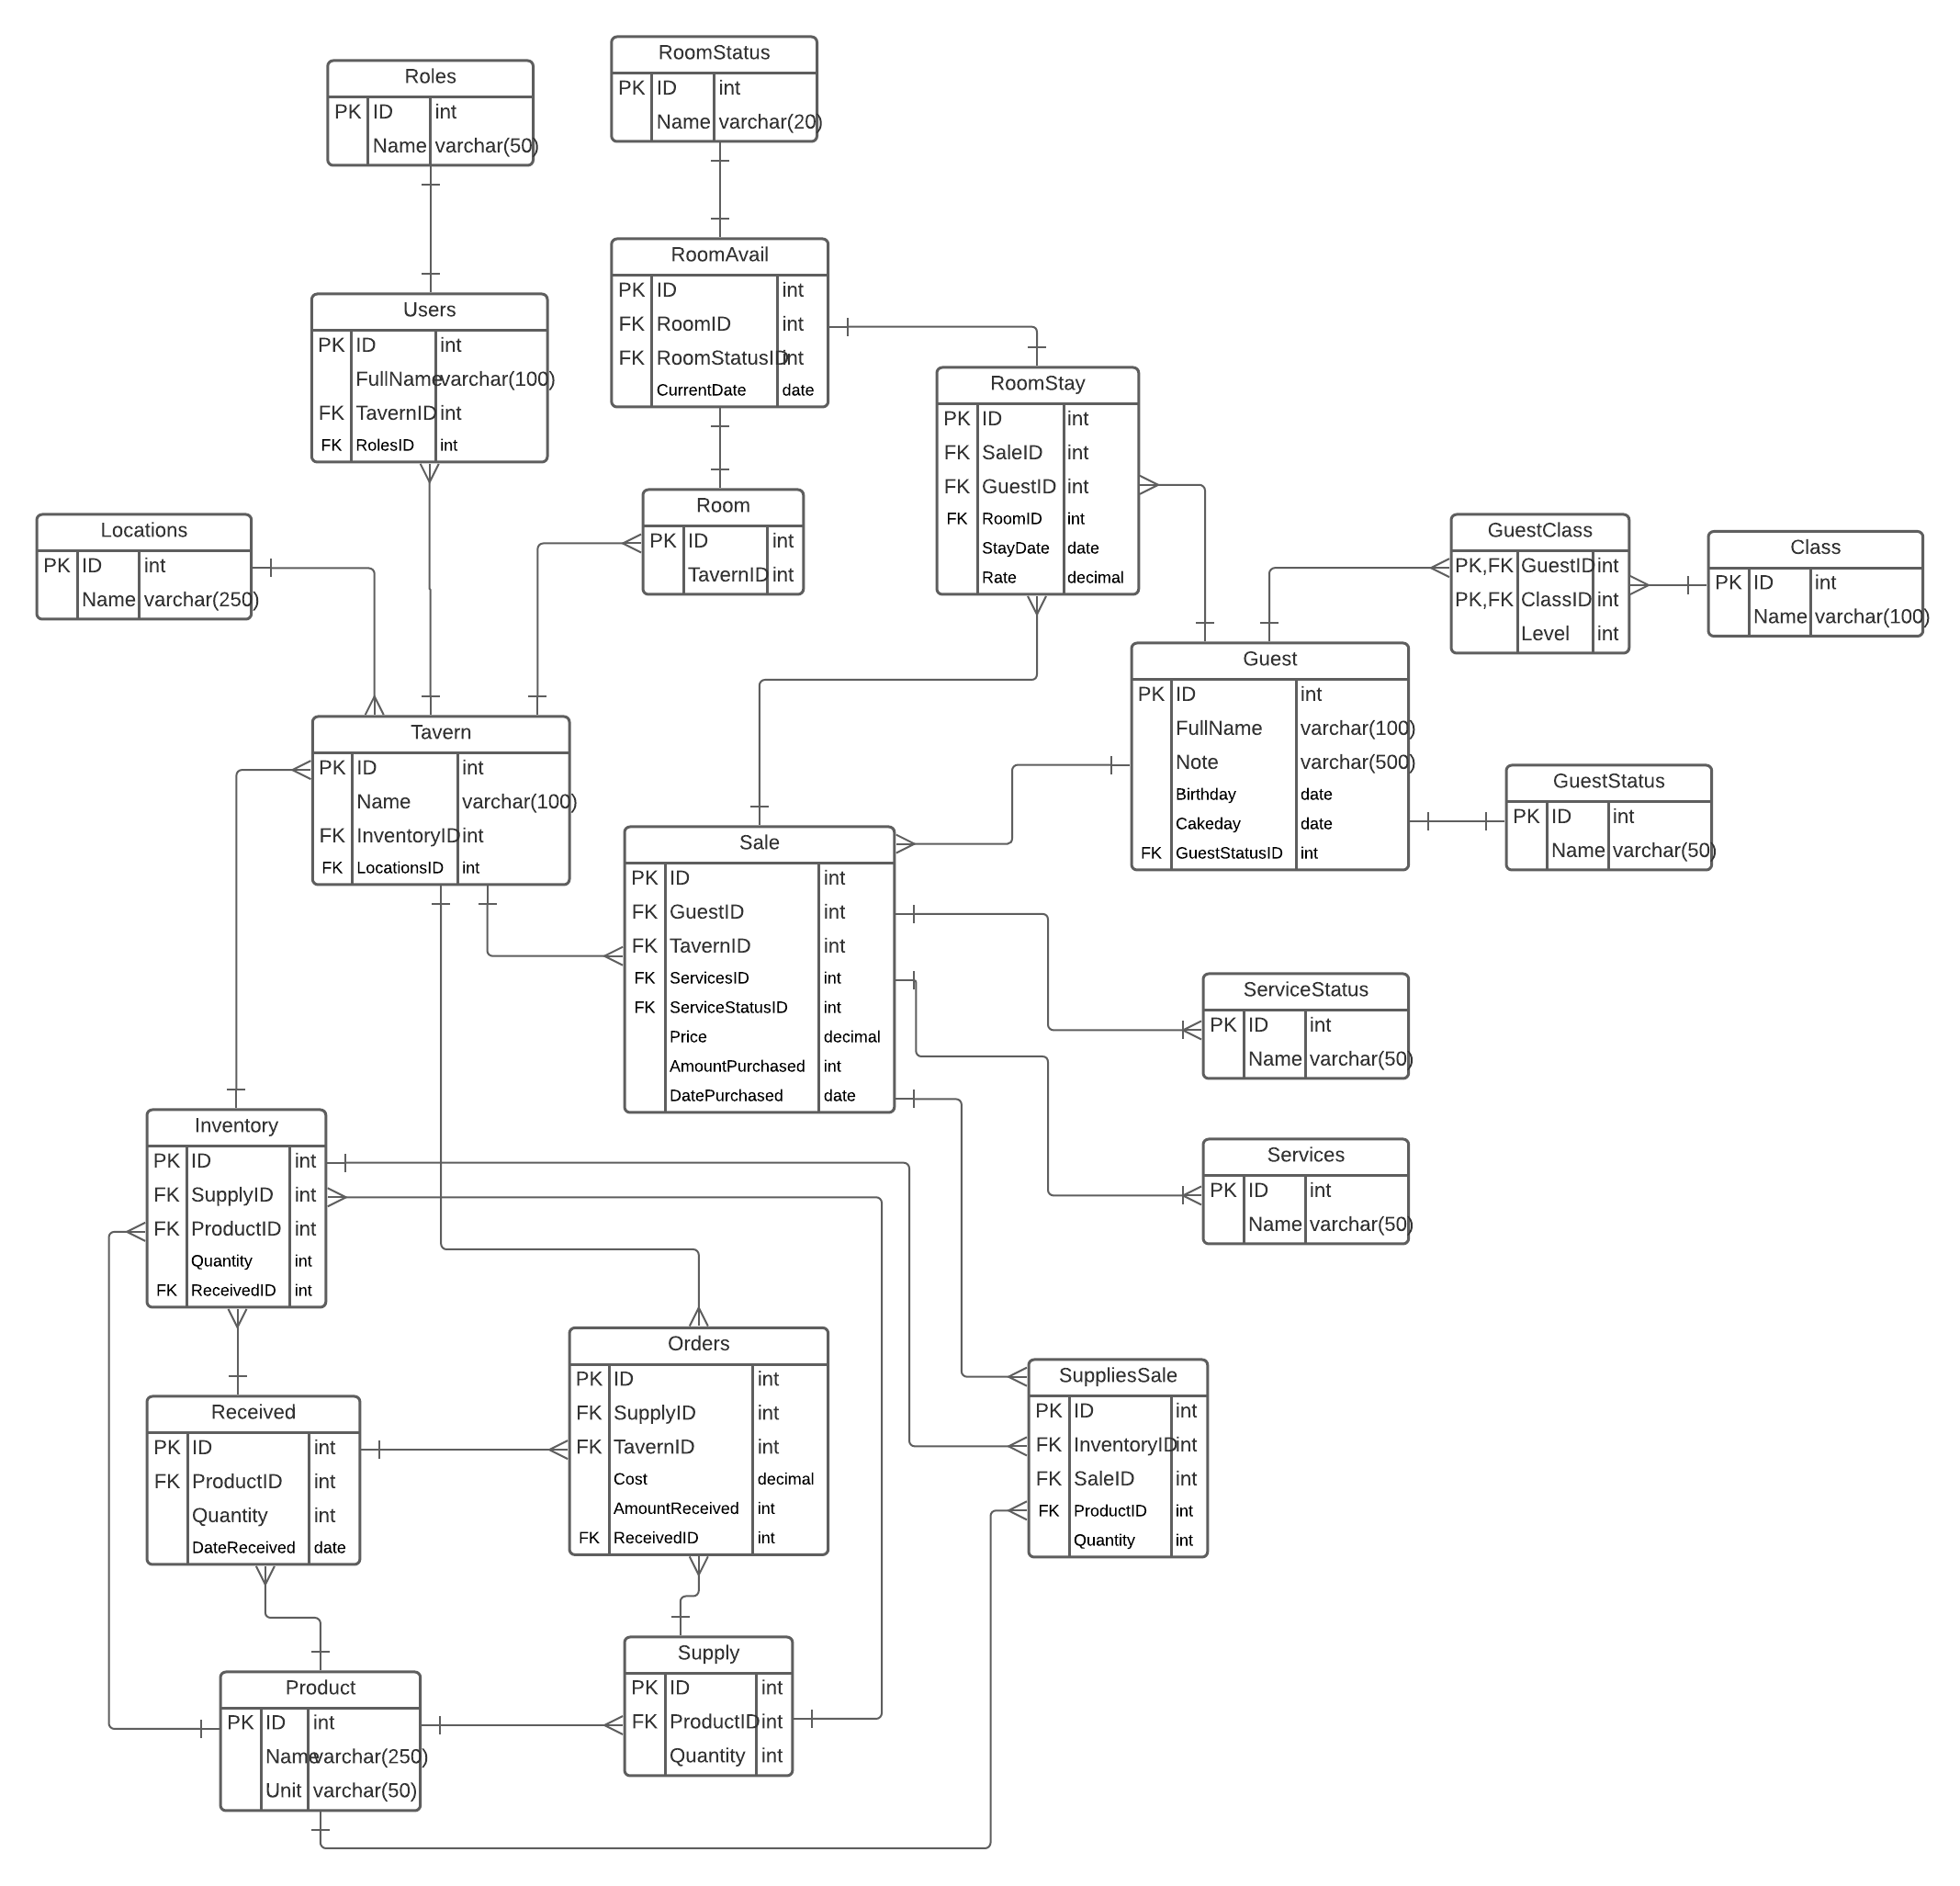 Roles
PK ID int
Name varchar(50)
RoomStatus
PK ID int
Name varchar(20)
Users
PK ID int
FullName varchar(100)
FK TavernID int
FK RolesID int
RoomAvail
PK ID int
FK RoomID int
FK RoomStatusID int
CurrentDate date
RoomStay
PK ID int
FK SaleID int
FK GuestID int
FK RoomID int
StayDate date
Rate decimal
Locations
PK ID int
Name varchar(250)
Room
PK ID int
TavernID int
GuestClass
PK,FK GuestID int
PK,FK ClassID int
Level int
Class
PK ID int
Name varchar(100)
Tavern
PK ID int
Name varchar(100)
FK InventoryID int
FK LocationsID int
Guest
PK ID int
FullName varchar(100)
Note varchar(500)
Birthday date
Cakeday date
FK GuestStatusID int
GuestStatus
PK ID int
Name varchar(50)
Sale
PK ID int
FK GuestID int
FK TavernID int
FK ServicesID int
FK ServiceStatusID int
Price decimal
AmountPurchased int
DatePurchased date
ServiceStatus
PK ID int
Name varchar(50)
Services
PK ID int
Name varchar(50)
Inventory
PK ID int
FK SupplyID int
FK ProductID int
Quantity int
FK ReceivedID int
Orders
PK ID int
FK SupplyID int
FK TavernID int
Cost decimal
AmountReceived int
FK ReceivedID int
SuppliesSale
PK ID int
FK InventoryID int
FK SaleID int
FK ProductID int
Quantity int
Received
PK ID int
FK ProductID int
Quantity int
DateReceived date
Product
PK ID int
Name varchar(250)
Unit varchar(50)
Supply
PK ID int
FK ProductID int
Quantity int